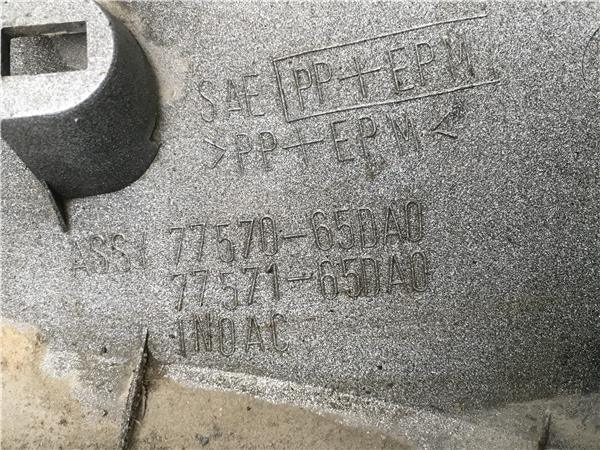 SAE PP+EPM
>PP+EPM<
ASSY 77570-65DA0
77571-65DA0
INOAC